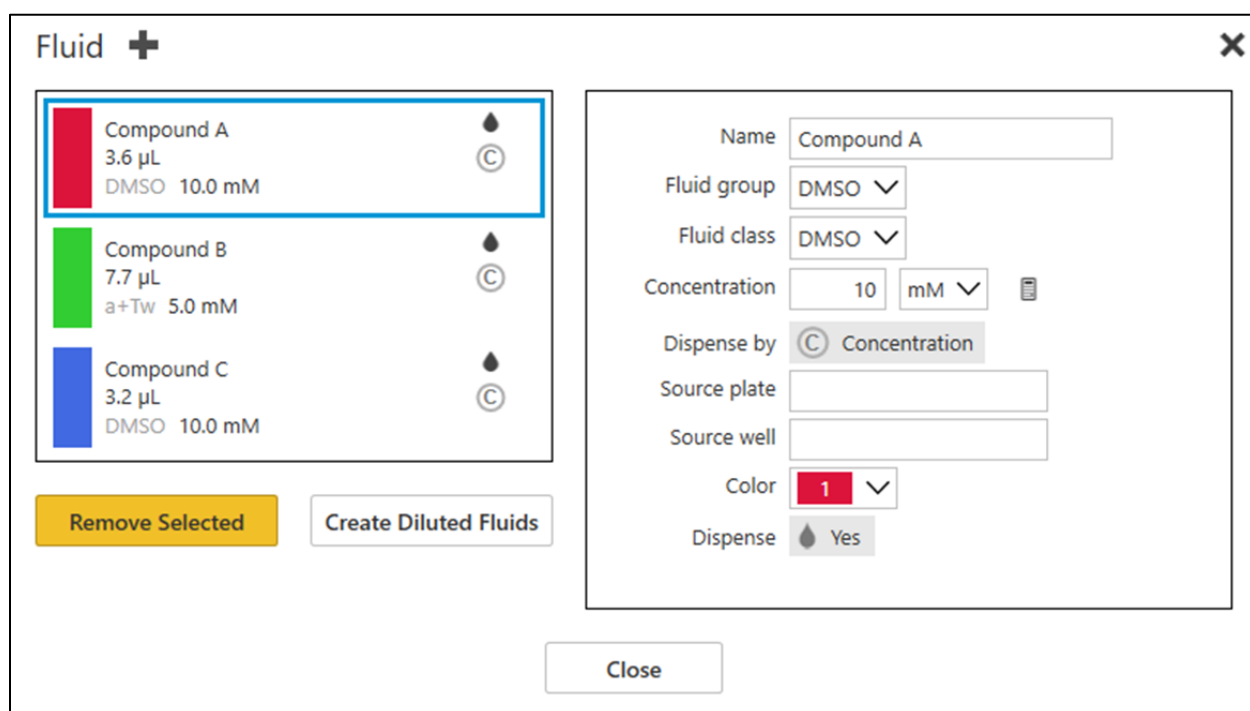 Fluid
Compound A
3.6 µL
DMSO 10.0 mM
C
Compound B
7.7 µL
a+Tw 5.0 mM
C
Compound C
3.2 µL
DMSO 10.0 mM
C
Remove Selected
Create Diluted Fluids
Name Compound A
Fluid group DMSO
Fluid class DMSO
Concentration 10 mM
Dispense by C Concentration
Source plate
Source well
Color 1
Dispense Yes
Close